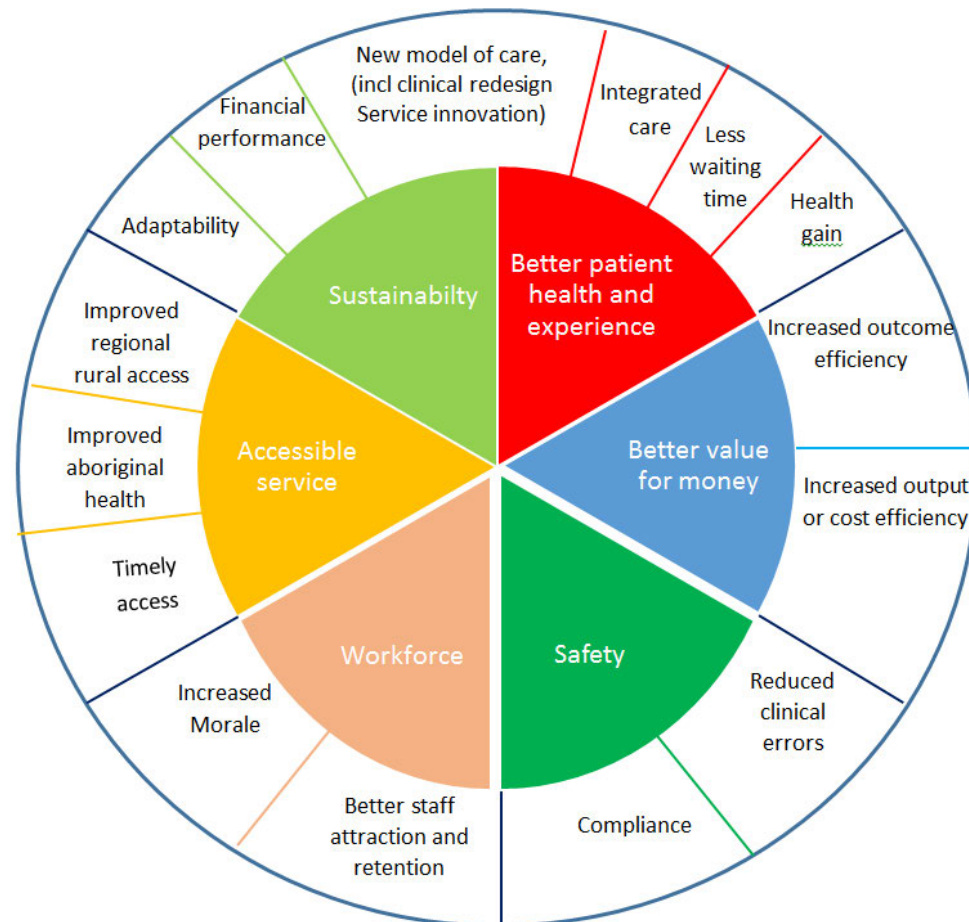 New model of care,
(incl clinical redesign
Service innovation)
Integrated
care
Less
waiting
time
Health
gain
Increased outcome
efficiency
Increased output
or cost efficiency
Reduced
clinical
errors
Compliance
Better staff
attraction and
retention
Increased
Morale
Timely
access
Improved
aboriginal
health
Improved
regional
rural access
Adaptability
Financial
performance
Sustainabilty
Better patient
health and
experience
Better value
for money
Safety
Workforce
Accessible
service